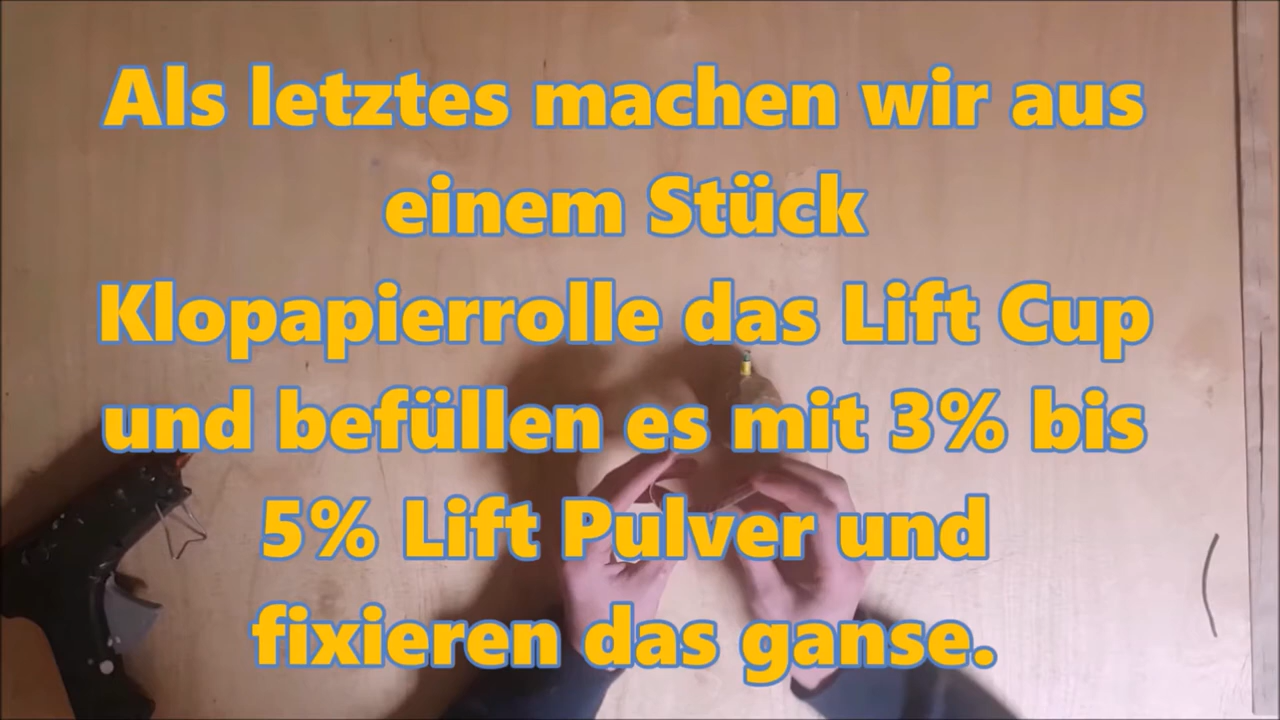 Als letztes machen wir aus
einem Stück
Klopapierrolle das Lift Cup
und befüllen es mit 3% bis
5% Lift Pulver und
fixieren das ganse.